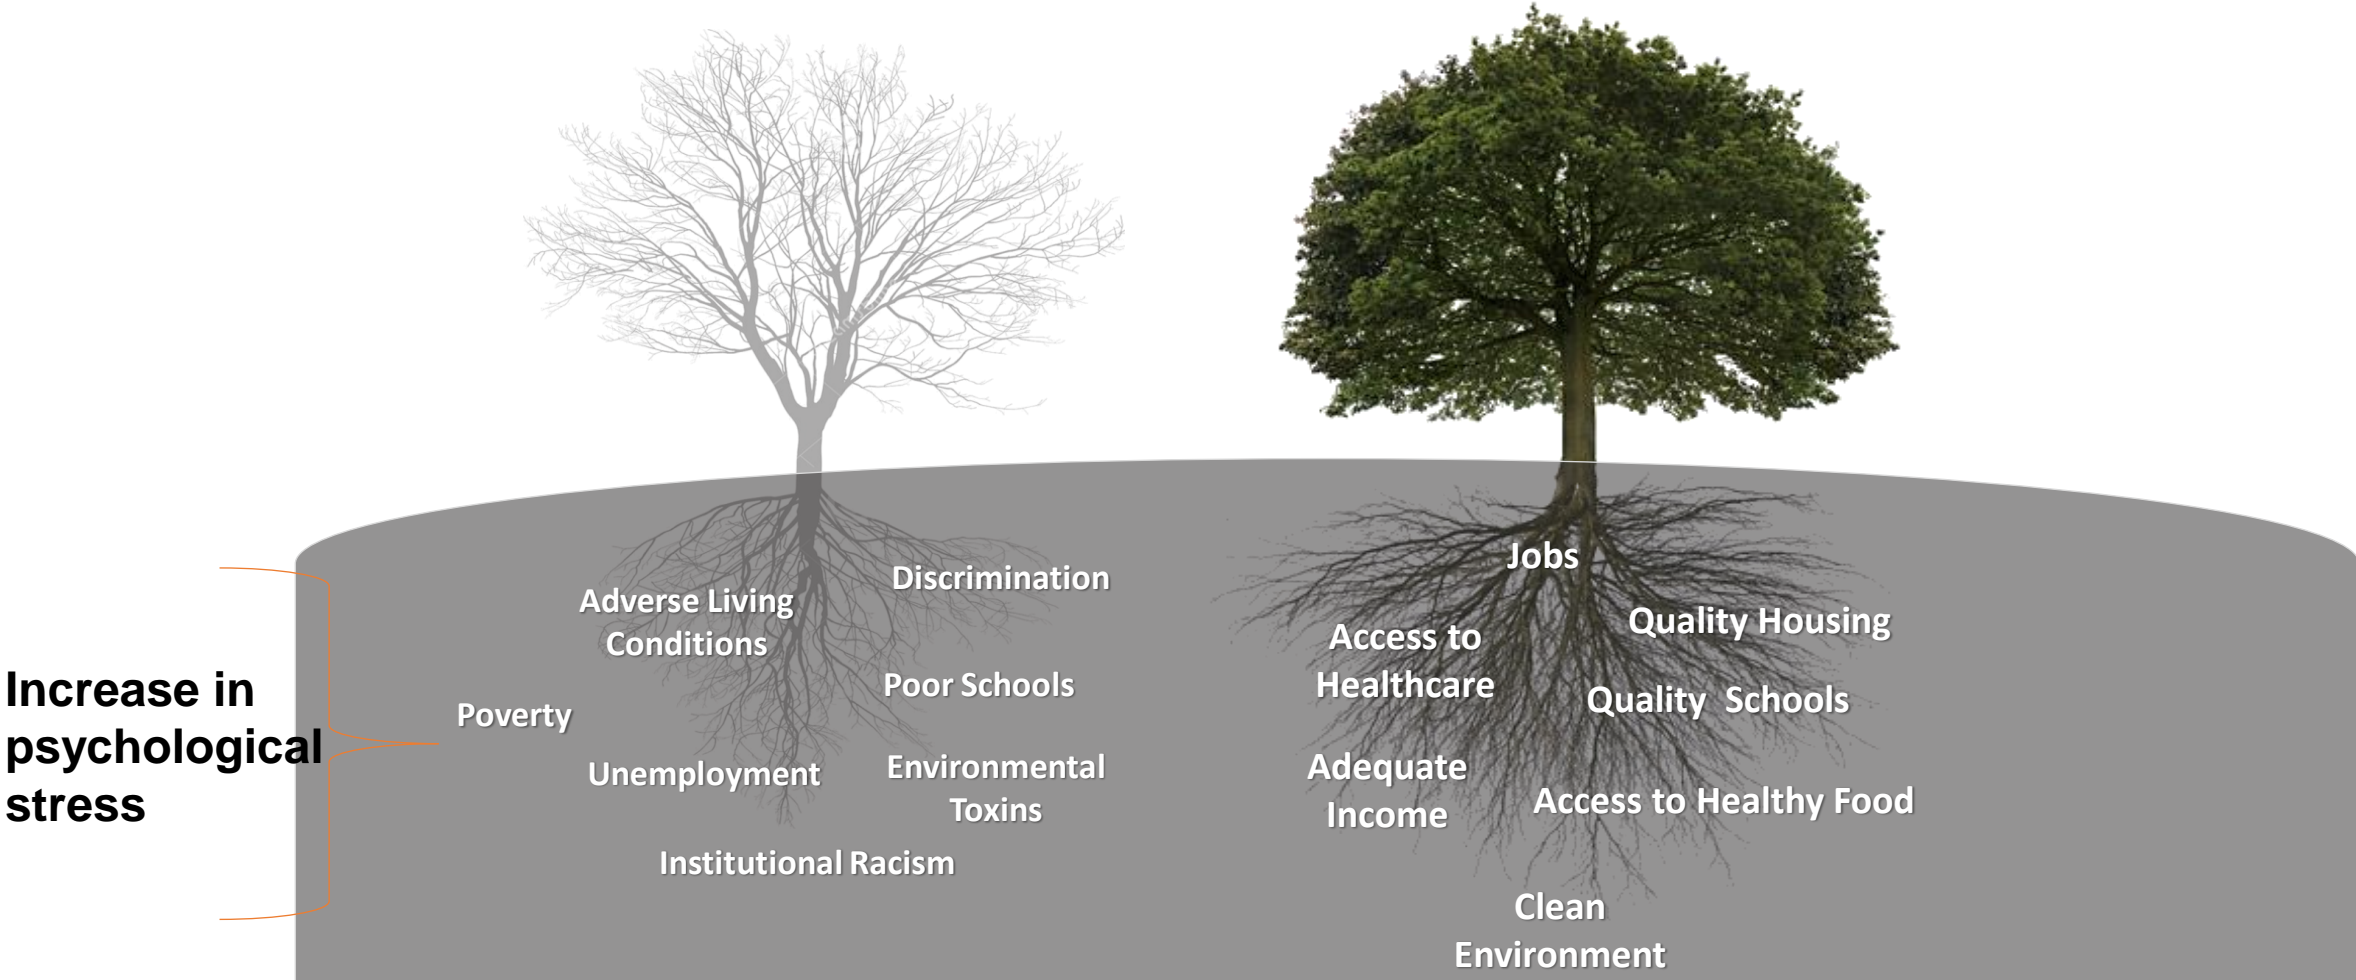 Increase in
psychological
stress
Poverty
Adverse Living
Conditions
Discrimination
Poor Schools
Unemployment
Environmental
Toxins
Institutional Racism
Jobs
Access to
Healthcare
Quality Housing
Quality Schools
Adequate
Income
Access to Healthy Food
Clean
Environment